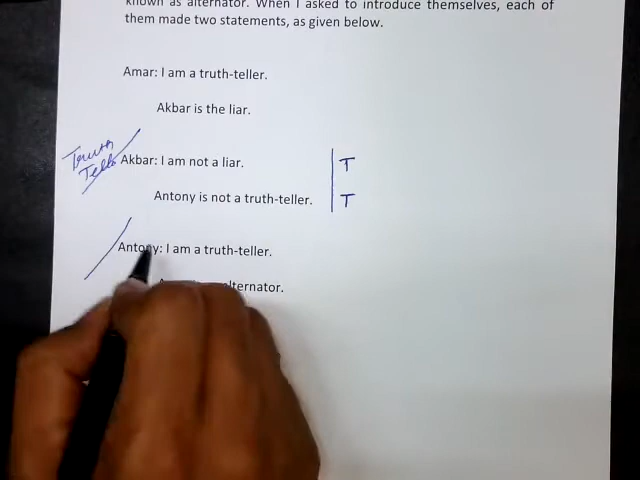 known as alternator. When I asked to introduce themselves, each of
them made two statements, as given below.
Amar: I am a truth-teller.
Akbar is the liar.
Truth
Akbar: I am not a liar. T
Antony is not a truth-teller. T
Antony: I am a truth-teller.
alternator.